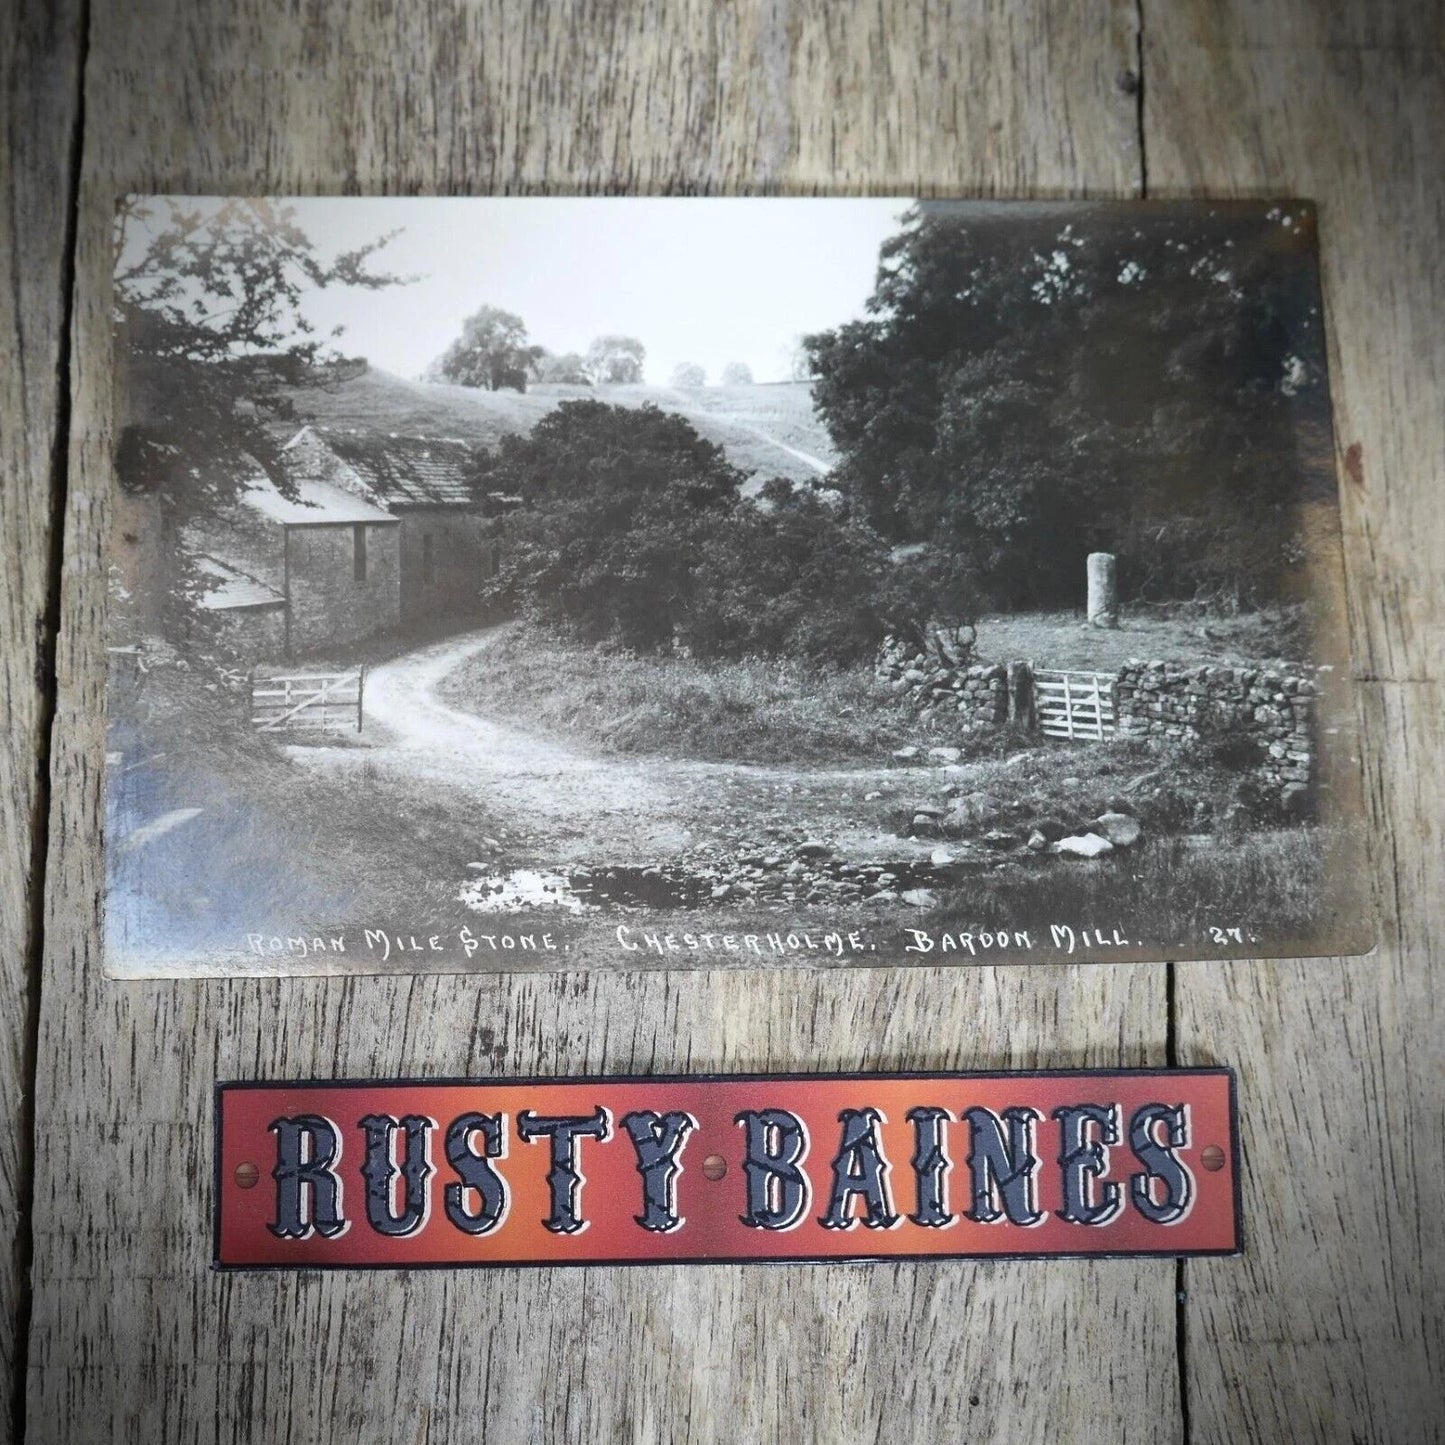 ROMAN MILE STONE. CHESTERHOLME. BARDON MILL. 27.
RUSTY BAINES